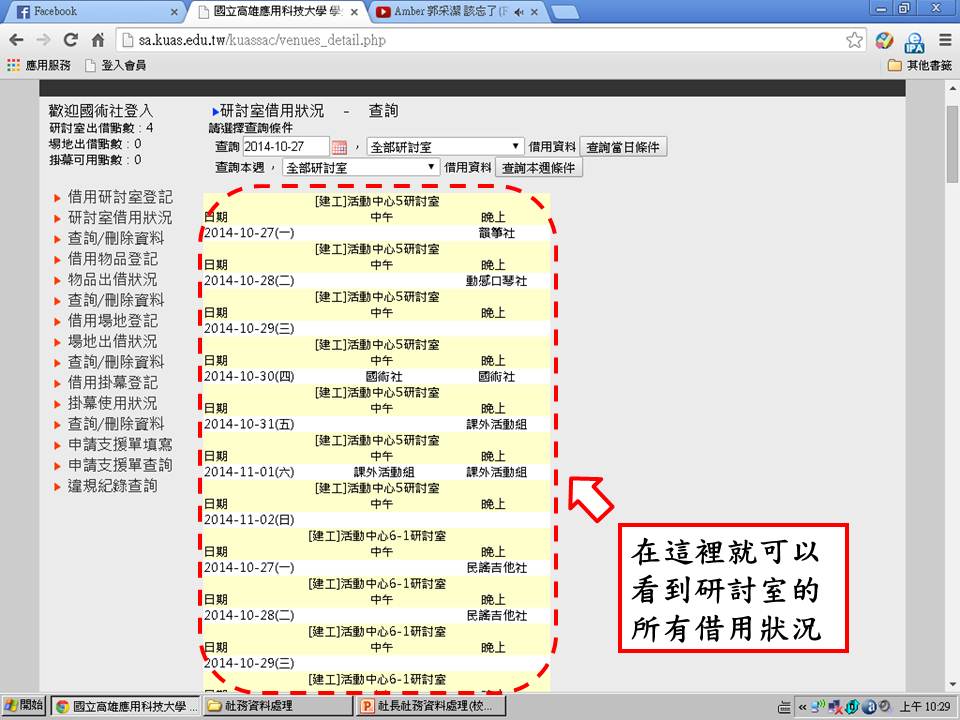 Facebook
國立高雄應用科技大學 學
Amber 郭采潔 該忘了(F
sa.kuas.edu.tw/kuassac/venues_detail.php
應用服務 登入會員 其他書籤
歡迎國術社登入
研討室出借點數：4
場地出借點數：0
掛幕可用點數：0
借用研討室登記
研討室借用狀況
查詢/刪除資料
借用物品登記
物品出借狀況
查詢/刪除資料
借用場地登記
場地出借狀況
查詢/刪除資料
借用掛幕登記
掛幕使用狀況
查詢/刪除資料
申請支援單填寫
申請支援單查詢
違規紀錄查詢
研討室借用狀況 - 查詢
請選擇查詢條件
查詢 2014-10-27 ， 全部研討室 借用資料 查詢當日條件
查詢本週， 全部研討室 借用資料 查詢本週條件
[建工]活動中心5研討室
日期 中午 晚上
2014-10-27(一) 韻箏社
[建工]活動中心5研討室
日期 中午 晚上
2014-10-28(二) 動感口琴社
[建工]活動中心5研討室
日期 中午 晚上
2014-10-29(三)
[建工]活動中心5研討室
日期 中午 晚上
2014-10-30(四) 國術社 國術社
[建工]活動中心5研討室
日期 中午 晚上
2014-10-31(五) 課外活動組
[建工]活動中心5研討室
日期 中午 晚上
2014-11-01(六) 課外活動組 課外活動組
[建工]活動中心5研討室
日期 中午 晚上
2014-11-02(日)
[建工]活動中心6-1研討室
日期 中午 晚上
2014-10-27(一) 民謠吉他社
[建工]活動中心6-1研討室
日期 中午 晚上
2014-10-28(二) 民謠吉他社
[建工]活動中心6-1研討室
日期 中午 晚上
2014-10-29(三)
[建工]活動中心6-1研討室
在這裡就可以
看到研討室的
所有借用狀況
開始 國立高雄應用科技大學 ... 社務資料處理 社長社務資料處理(校... 上午 10:29